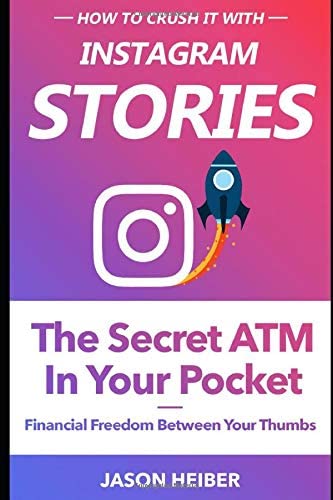 — HOW TO CRUSH IT WITH —
INSTAGRAM
STORIES
The Secret ATM
In Your Pocket
Financial Freedom Between Your Thumbs
JASON HEIBER